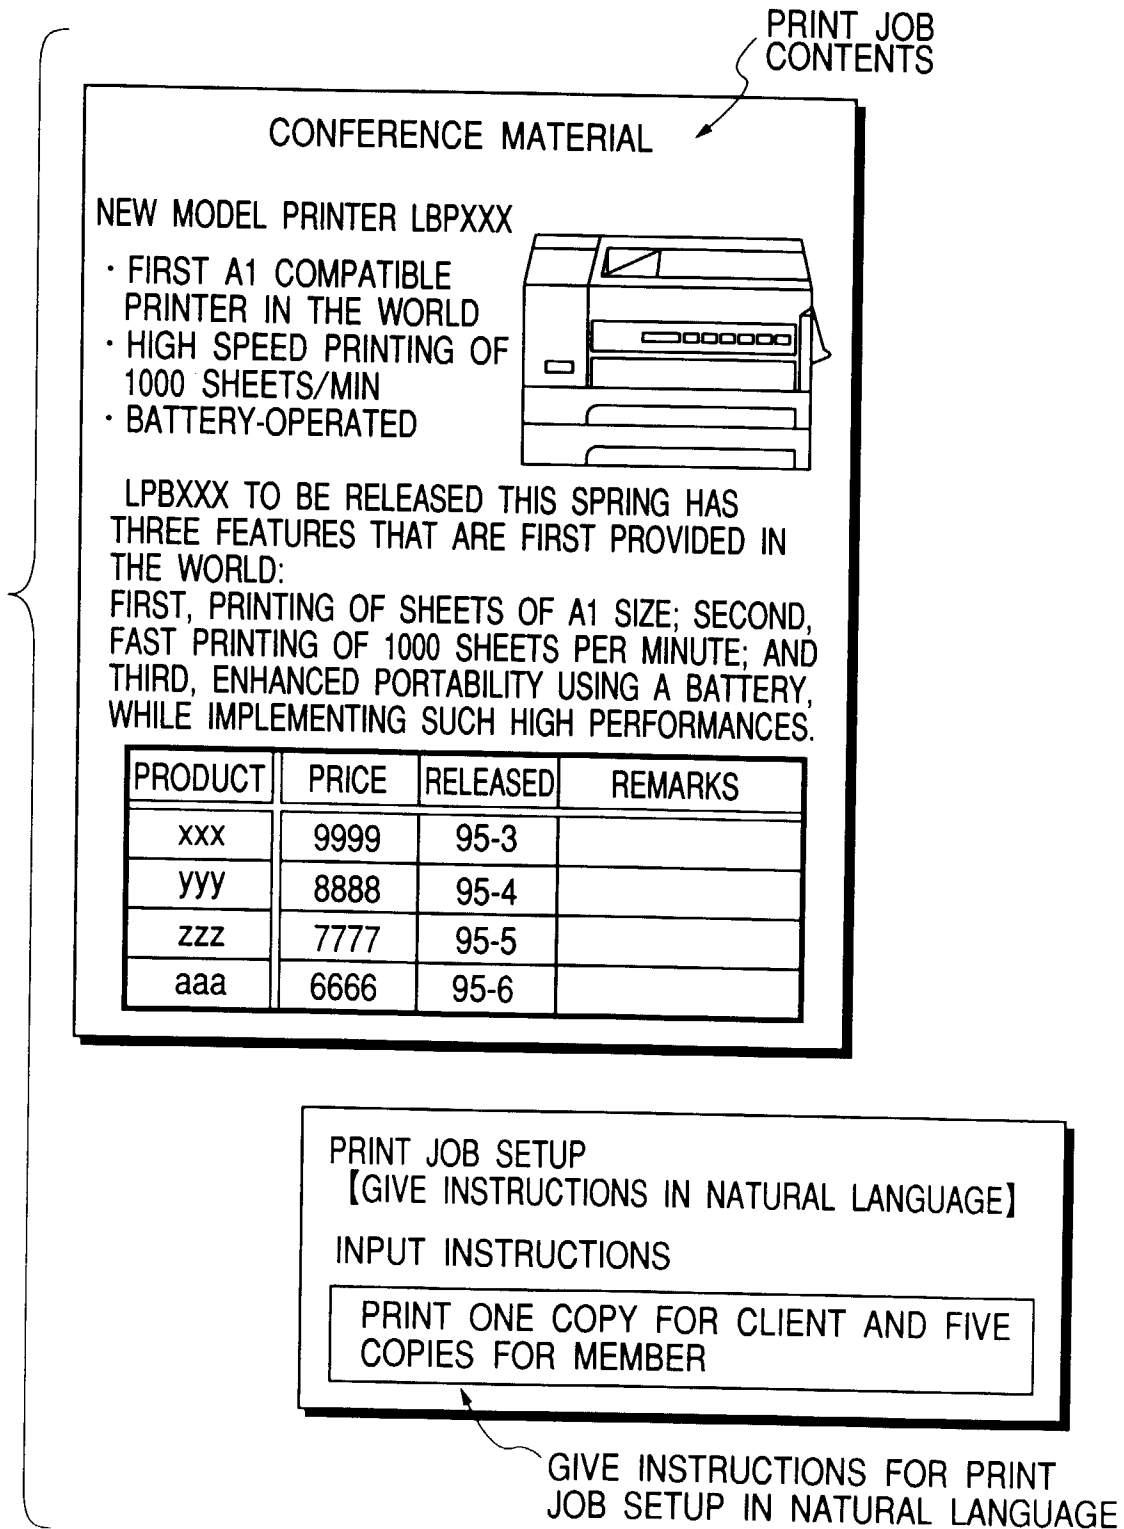 PRINT JOB
CONTENTS
CONFERENCE MATERIAL
NEW MODEL PRINTER LBPXXX
· FIRST A1 COMPATIBLE
PRINTER IN THE WORLD
· HIGH SPEED PRINTING OF
1000 SHEETS/MIN
· BATTERY-OPERATED
LPBXXX TO BE RELEASED THIS SPRING HAS
THREE FEATURES THAT ARE FIRST PROVIDED IN
THE WORLD:
FIRST, PRINTING OF SHEETS OF A1 SIZE; SECOND,
FAST PRINTING OF 1000 SHEETS PER MINUTE; AND
THIRD, ENHANCED PORTABILITY USING A BATTERY,
WHILE IMPLEMENTING SUCH HIGH PERFORMANCES.
PRODUCT PRICE RELEASED REMARKS
xxx 9999 95-3
yyy 8888 95-4
zzz 7777 95-5
aaa 6666 95-6
PRINT JOB SETUP
【GIVE INSTRUCTIONS IN NATURAL LANGUAGE】
INPUT INSTRUCTIONS
PRINT ONE COPY FOR CLIENT AND FIVE
COPIES FOR MEMBER
GIVE INSTRUCTIONS FOR PRINT
JOB SETUP IN NATURAL LANGUAGE